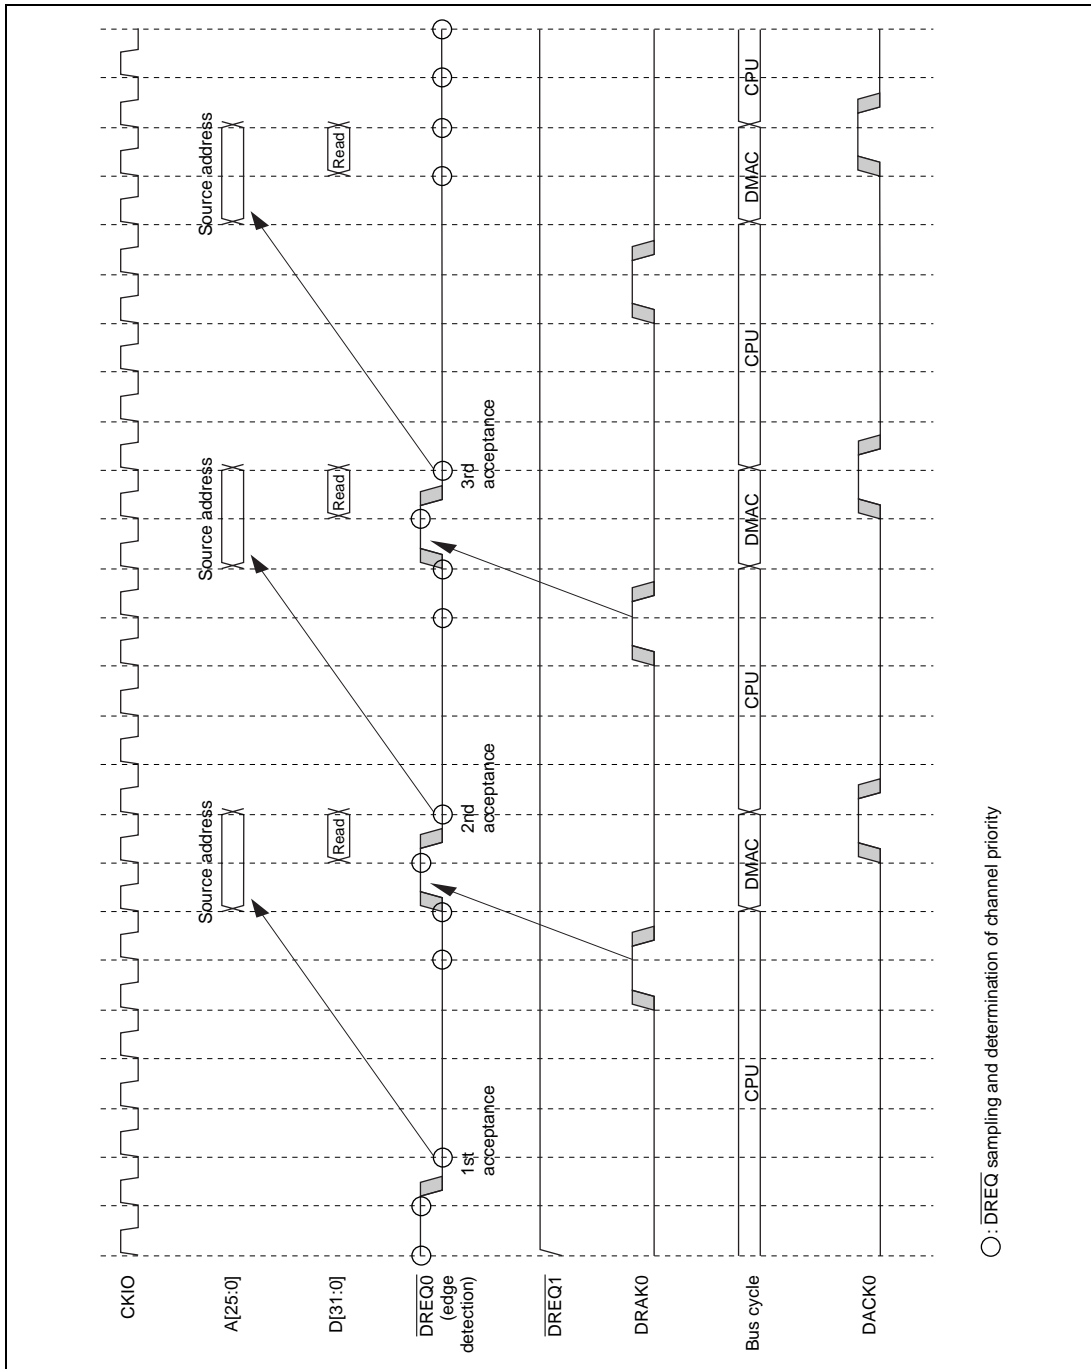 CKIO
A[25:0]
Source address
Source address
Source address
D[31:0]
Read
Read
Read
DREQ0
(edge
detection)
1st
acceptance
2nd
acceptance
3rd
acceptance
DREQ1
DRAK0
Bus cycle
CPU
DMAC
CPU
DMAC
CPU
DMAC
CPU
DACK0
: DREQ sampling and determination of channel priority